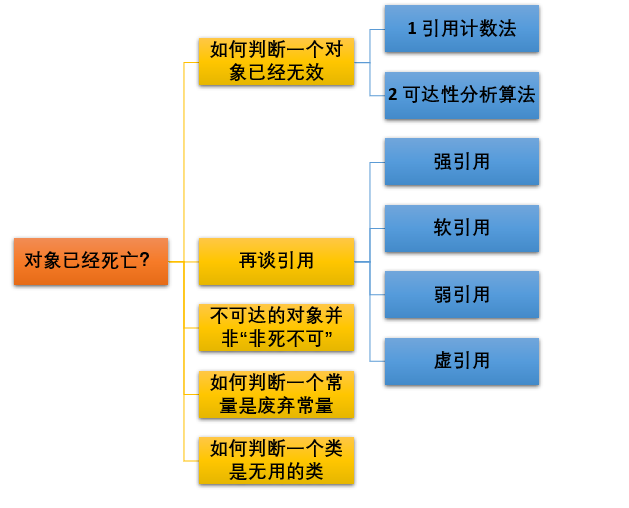 对象已经死亡?
如何判断一个对
象已经无效
1 引用计数法
2 可达性分析算法
再谈引用
强引用
软引用
弱引用
虚引用
不可达的对象并
非“非死不可”
如何判断一个常
量是废弃常量
如何判断一个类
是无用的类